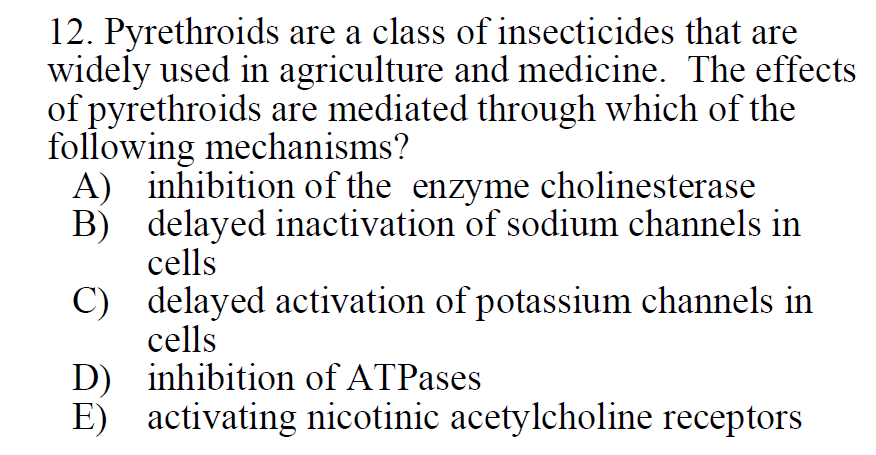 12. Pyrethroids are a class of insecticides that are
widely used in agriculture and medicine.  The effects
of pyrethroids are mediated through which of the
following mechanisms?
A) inhibition of the  enzyme cholinesterase
B) delayed inactivation of sodium channels in
cells
C) delayed activation of potassium channels in
cells
D) inhibition of ATPases
E) activating nicotinic acetylcholine receptors